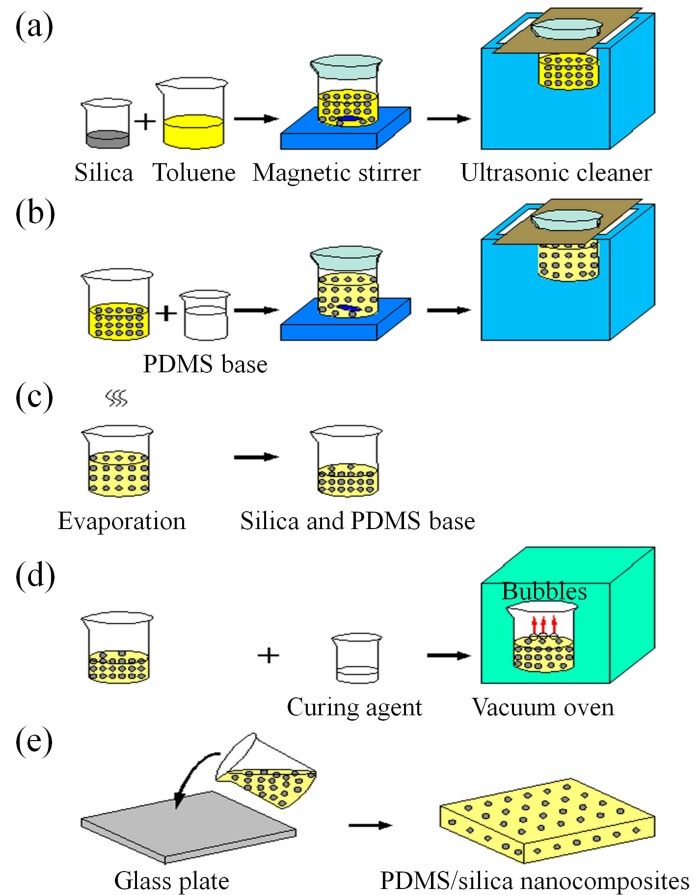 (a)
Silica + Toluene Magnetic stirrer Ultrasonic cleaner
(b)
+
PDMS base
(c)
Evaporation Silica and PDMS base
(d)
Bubbles
+
Curing agent Vacuum oven
(e)
Glass plate PDMS/silica nanocomposites